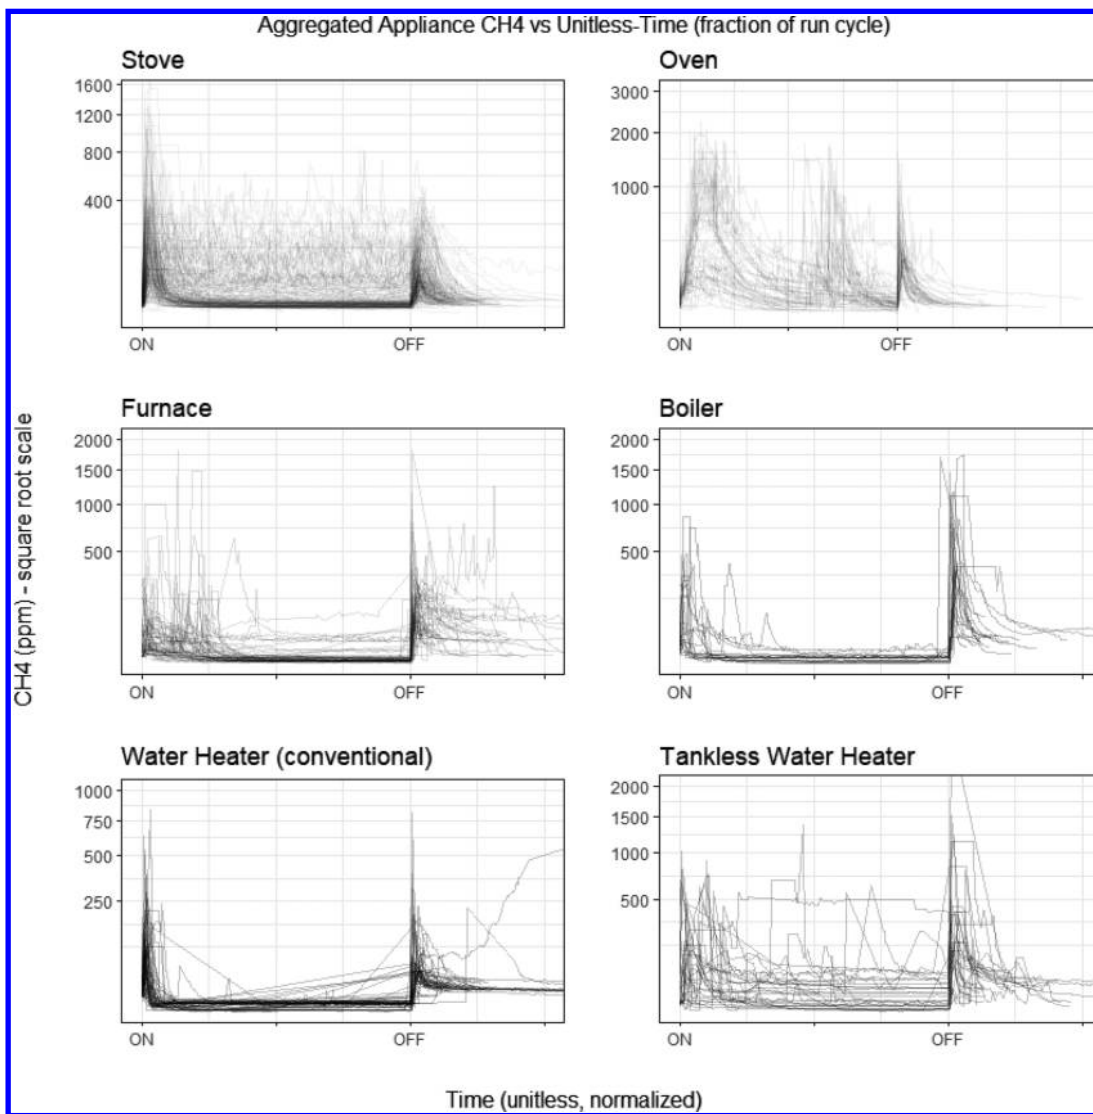 Aggregated Appliance CH4 vs Unitless-Time (fraction of run cycle)
Stove
1600
1200
800
400
ON
OFF
Oven
3000
2000
1000
ON
OFF
CH4 (ppm) - square root scale
Furnace
2000
1500
1000
500
ON
OFF
Boiler
2000
1500
1000
500
ON
OFF
Water Heater (conventional)
1000
750
500
250
ON
OFF
Tankless Water Heater
2000
1500
1000
500
ON
OFF
Time (unitless, normalized)